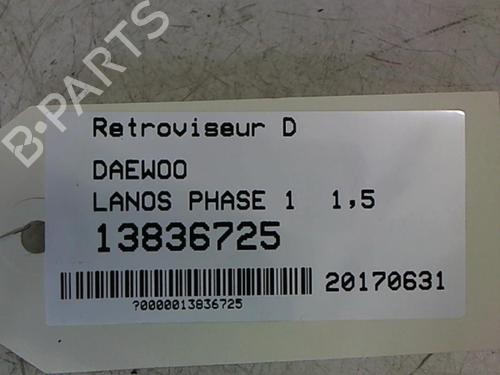 B-PARTS
Retroviseur D
DAEWOO
LANOS PHASE 1 1,5
13836725
20170631
?0000013836725